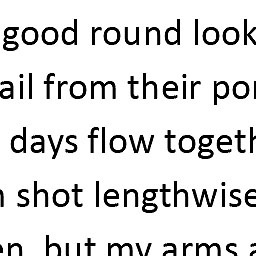 good round look
ail from their por
days flow togeth
shot lengthwise
en, but my arms a